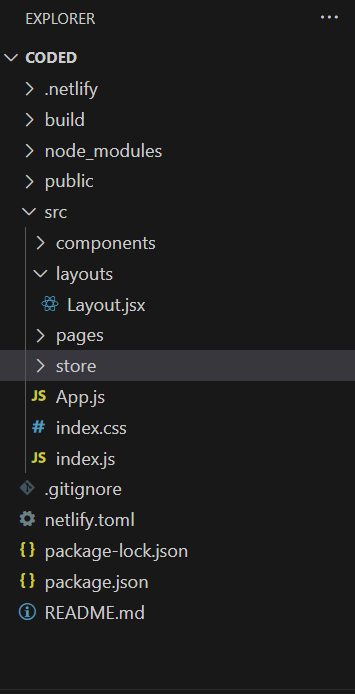 EXPLORER ...
CODED
.netlify
build
node_modules
public
src
components
layouts
Layout.jsx
pages
store
JS App.js
# index.css
JS index.js
.gitignore
netlify.toml
{} package-lock.json
{} package.json
README.md